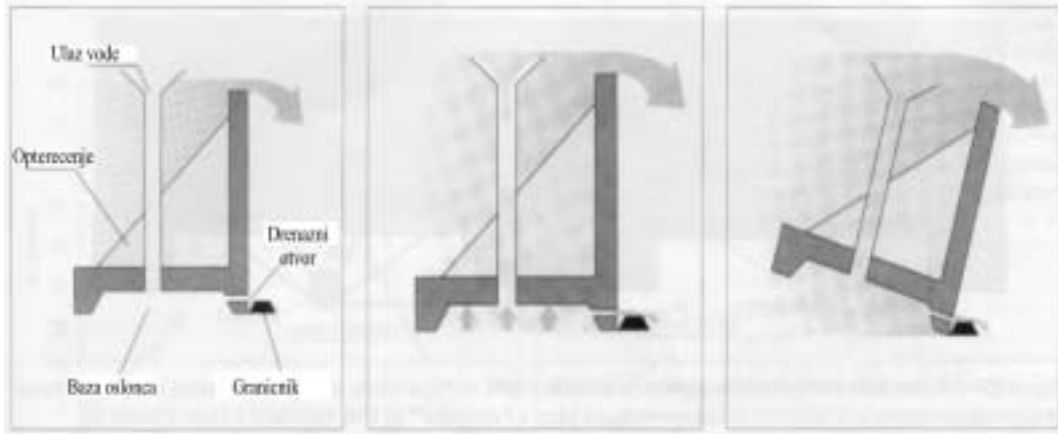 Ulaz vode
Opterecenje
Drenazni
otvor
Baza oslonca
Granicnik